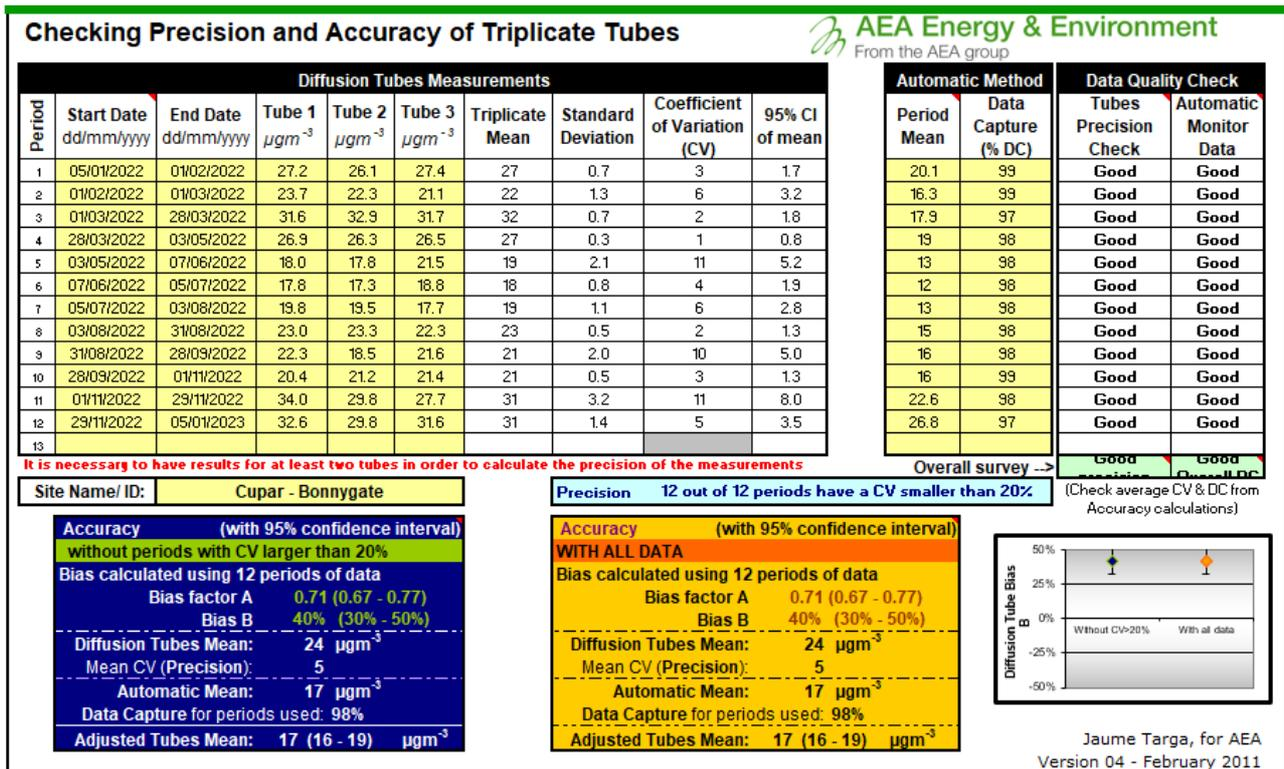 Checking Precision and Accuracy of Triplicate Tubes
AEA Energy & Environment
From the AEA group
Diffusion Tubes Measurements
Automatic Method
Data Quality Check
Period
Start Date dd/mm/yyyy
End Date dd/mm/yyyy
Tube 1 µgm⁻³
Tube 2 µgm⁻³
Tube 3 µgm⁻³
Triplicate Mean
Standard Deviation
Coefficient of Variation (CV)
95% CI of mean
Period Mean
Data Capture (% DC)
Tubes Precision Check
Automatic Monitor Data
1 05/01/2022 01/02/2022 27.2 26.1 27.4 27 0.7 3 1.7 20.1 99 Good Good
2 01/02/2022 01/03/2022 23.7 22.3 21.1 22 1.3 6 3.2 16.3 99 Good Good
3 01/03/2022 28/03/2022 31.6 32.9 31.7 32 0.7 2 1.8 17.9 97 Good Good
4 28/03/2022 03/05/2022 26.9 26.3 26.5 27 0.3 1 0.8 19 98 Good Good
5 03/05/2022 07/06/2022 18.0 17.8 21.5 19 2.1 11 5.2 13 98 Good Good
6 07/06/2022 05/07/2022 17.8 17.3 18.8 18 0.8 4 1.9 12 98 Good Good
7 05/07/2022 03/08/2022 19.8 19.5 17.7 19 1.1 6 2.8 13 98 Good Good
8 03/08/2022 31/08/2022 23.0 23.3 22.3 23 0.5 2 1.3 15 98 Good Good
9 31/08/2022 28/09/2022 22.3 18.5 21.6 21 2.0 10 5.0 16 98 Good Good
10 28/09/2022 01/11/2022 20.4 21.2 21.4 21 0.5 3 1.3 16 99 Good Good
11 01/11/2022 29/11/2022 34.0 29.8 27.7 31 3.2 11 8.0 22.6 98 Good Good
12 29/11/2022 05/01/2023 32.6 29.8 31.6 31 1.4 5 3.5 26.8 97 Good Good
13
It is necessary to have results for at least two tubes in order to calculate the precision of the measurements
Overall survey -->
Good precision
Good Overall DC
Site Name/ ID: Cupar - Bonnygate
Precision 12 out of 12 periods have a CV smaller than 20%
(Check average CV & DC from
Accuracy calculations)
Accuracy (with 95% confidence interval)
without periods with CV larger than 20%
Bias calculated using 12 periods of data
Bias factor A 0.71 (0.67 - 0.77)
Bias B 40% (30% - 50%)
Diffusion Tubes Mean: 24 µgm⁻³
Mean CV (Precision): 5
Automatic Mean: 17 µgm⁻³
Data Capture for periods used: 98%
Adjusted Tubes Mean: 17 (16 - 19) µgm⁻³
Accuracy (with 95% confidence interval)
WITH ALL DATA
Bias calculated using 12 periods of data
Bias factor A 0.71 (0.67 - 0.77)
Bias B 40% (30% - 50%)
Diffusion Tubes Mean: 24 µgm⁻³
Mean CV (Precision): 5
Automatic Mean: 17 µgm⁻³
Data Capture for periods used: 98%
Adjusted Tubes Mean: 17 (16 - 19) µgm⁻³
Diffusion Tube Bias B
50%
25%
0%
-25%
-50%
Without CV>20%
With all data
Jaume Targa, for AEA
Version 04 - February 2011